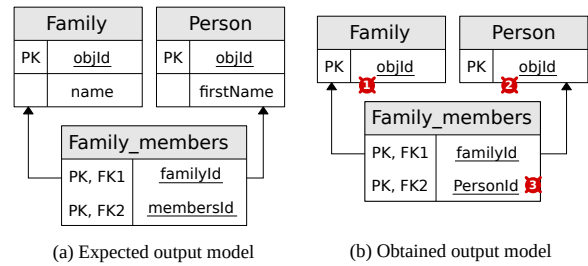 Family
PK objId
name
Person
PK objId
firstName
Family_members
PK, FK1 familyId
PK, FK2 membersId
(a) Expected output model
Family
PK objId
1
Person
PK objId
2
Family_members
PK, FK1 familyId
PK, FK2 PersonId 3
(b) Obtained output model